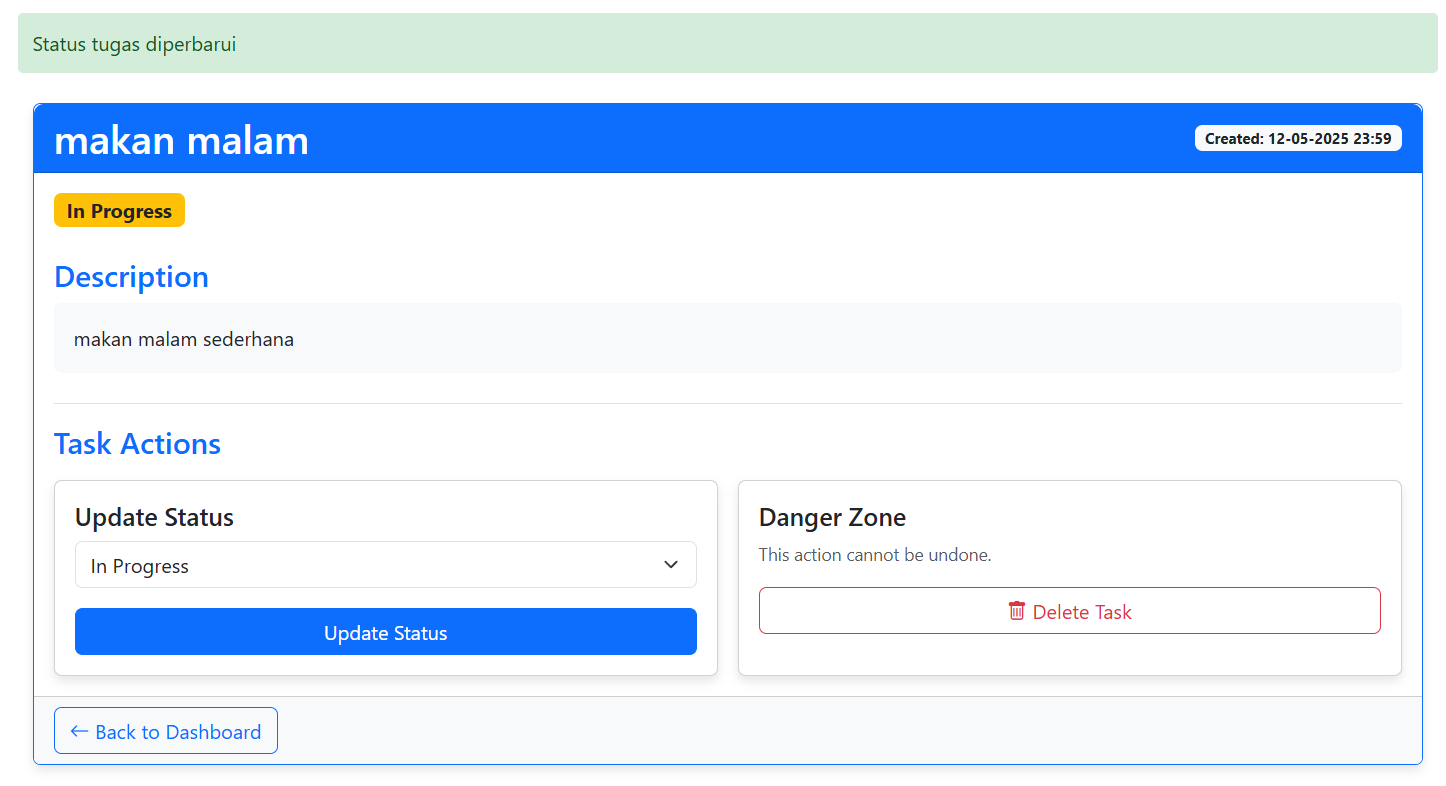 Status tugas diperbarui
makan malam
Created: 12-05-2025 23:59
In Progress
Description
makan malam sederhana
Task Actions
Update Status
In Progress
Update Status
Danger Zone
This action cannot be undone.
Delete Task
← Back to Dashboard